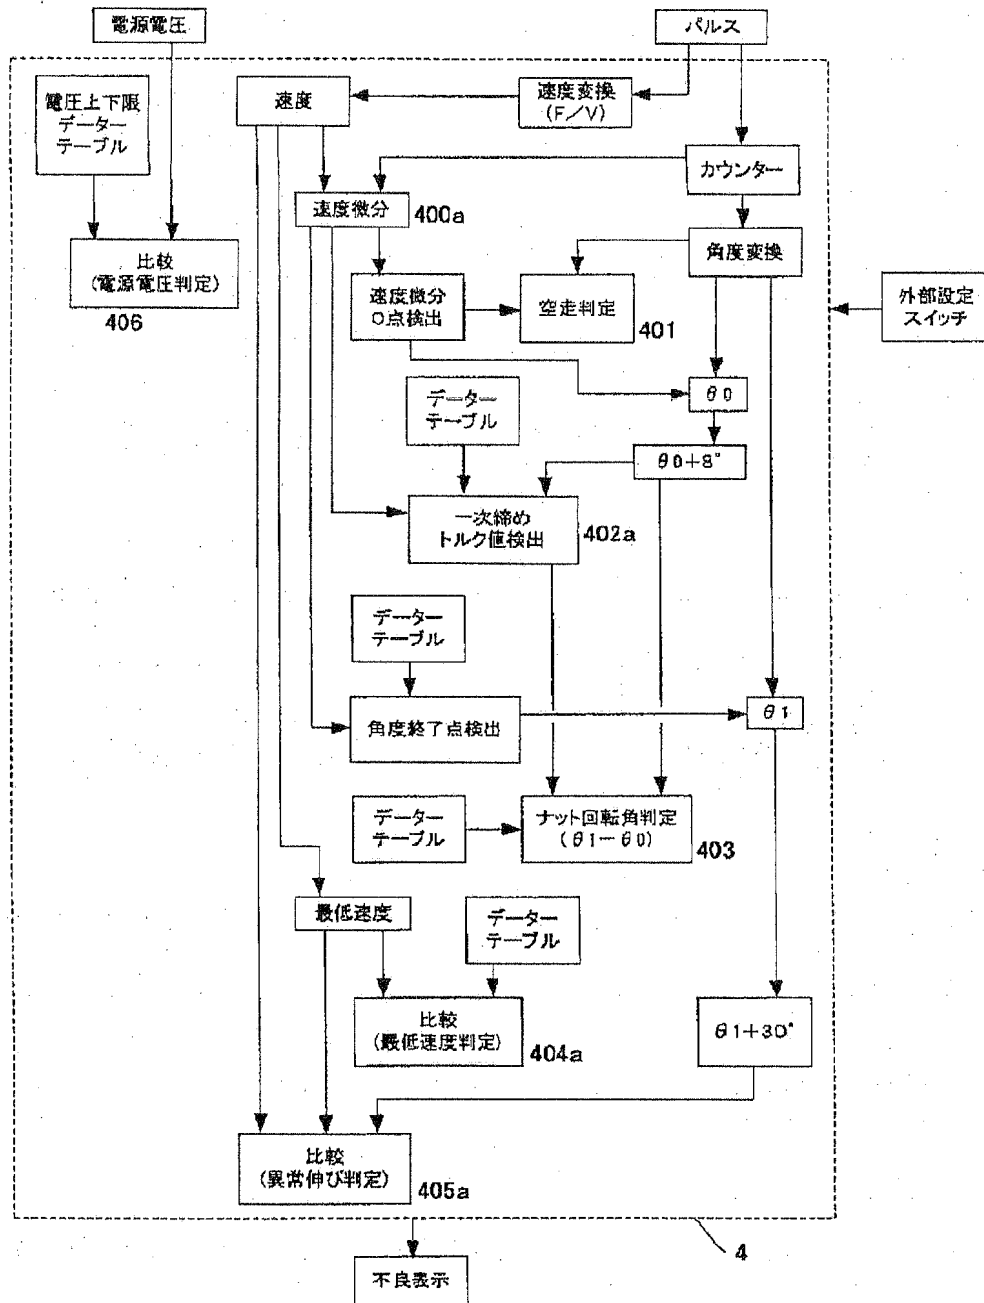 電源電圧
パルス
電圧上下限
データー
テーブル
速度
速度変換
(F/V)
カウンター
速度微分
400a
角度変換
比較
(電源電圧判定)
406
速度微分
0点検出
空走判定
401
外部設定
スイッチ
θ0
データー
テーブル
θ0+8°
一次締め
トルク値検出
402a
データー
テーブル
角度終了点検出
θ1
データー
テーブル
ナット回転角判定
(θ1-θ0)
403
最低速度
データー
テーブル
比較
(最低速度判定)
404a
θ1+30°
比較
(異常伸び判定)
405a
4
不良表示